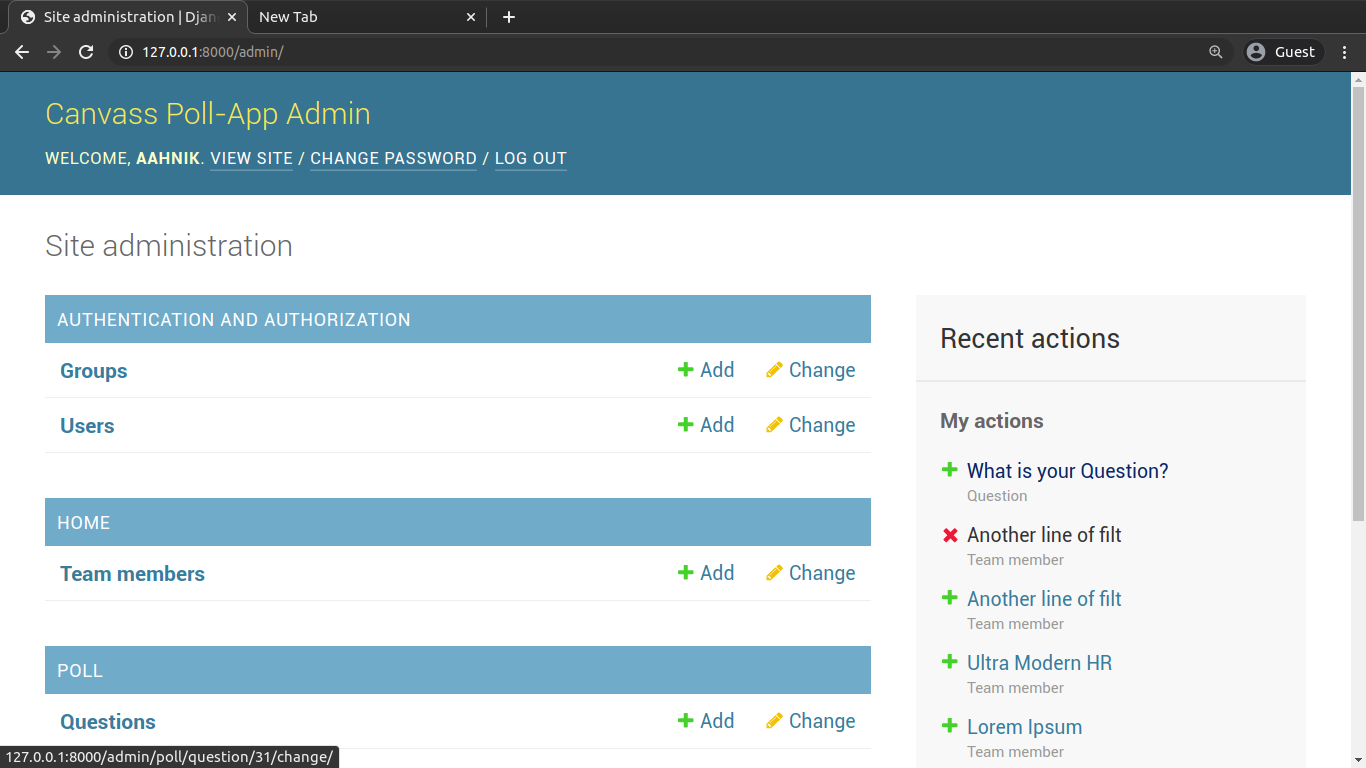 Site administration | Djan
New Tab
127.0.0.1:8000/admin/
Guest
Canvass Poll-App Admin
WELCOME, AAHNIK. VIEW SITE / CHANGE PASSWORD / LOG OUT
Site administration
AUTHENTICATION AND AUTHORIZATION
Groups Add Change
Users Add Change
HOME
Team members Add Change
POLL
Questions Add Change
Recent actions
My actions
What is your Question?
Question
Another line of filt
Team member
Another line of filt
Team member
Ultra Modern HR
Team member
Lorem Ipsum
Team member
127.0.0.1:8000/admin/poll/question/31/change/